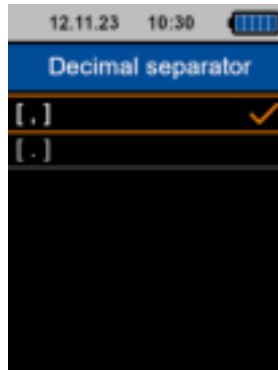 12.11.23 10:30
Decimal separator
[ , ]
[ . ]